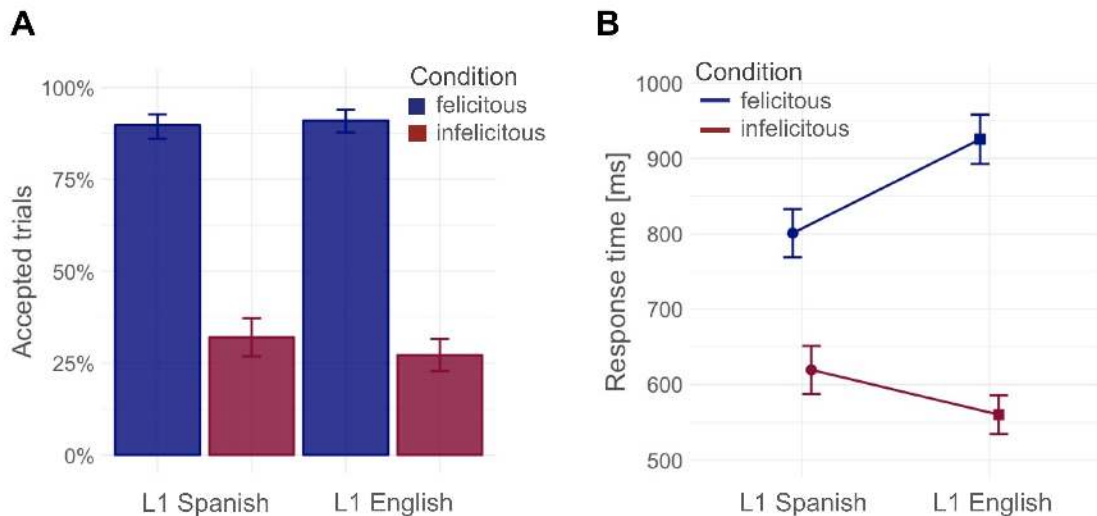 A
Condition
felicitous
infelicitous
100%
75%
50%
25%
0%
Accepted trials
L1 Spanish
L1 English
B
Condition
felicitous
infelicitous
1000
900
800
700
600
500
Response time [ms]
L1 Spanish
L1 English